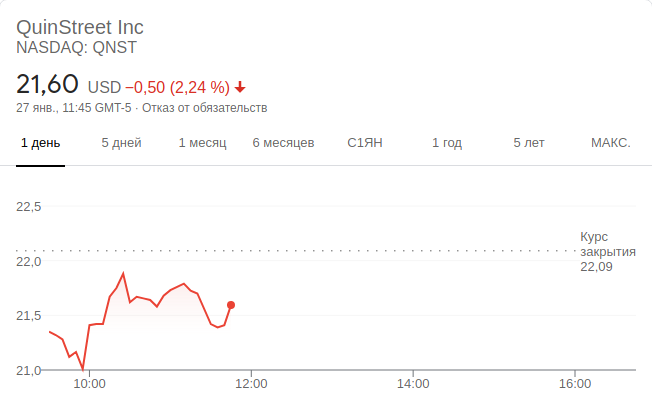 QuinStreet Inc
NASDAQ: QNST
21,60 USD −0,50 (2,24 %)
27 янв., 11:45 GMT-5 · Отказ от обязательств
1 день 5 дней 1 месяц 6 месяцев С1ЯН 1 год 5 лет МАКС.
22,5
Курс
закрытия
22,09
22,0
21,5
21,0
10:00 12:00 14:00 16:00